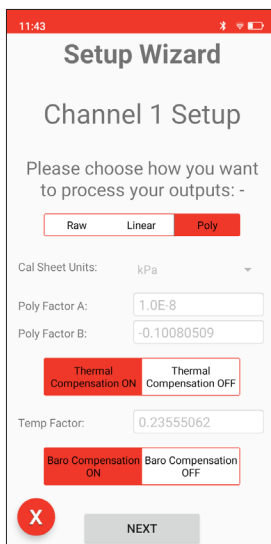 11:43
Setup Wizard
Channel 1 Setup
Please choose how you want
to process your outputs: -
Raw Linear Poly
Cal Sheet Units: kPa
Poly Factor A: 1.0E-8
Poly Factor B: -0.10080509
Thermal Thermal
Compensation ON Compensation OFF
Temp Factor: 0.23555062
Baro Compensation Baro Compensation
ON OFF
X
NEXT